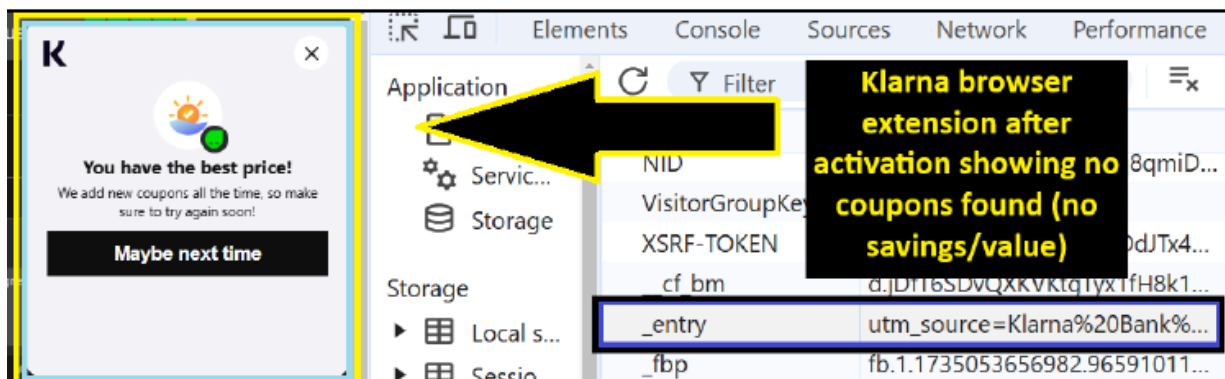 K
You have the best price!
We add new coupons all the time, so make
sure to try again soon!
Maybe next time
Elements Console Sources Network Performance
Application
Servic...
Storage
Storage
Local s...
Sessio
Filter
Klarna browser
extension after
activation showing no
coupons found (no
savings/value)
NID 8qmiD...
VisitorGroupKey
XSRF-TOKEN dJTx4...
__cf_bm
_entry utm_source=Klarna%20Bank%...
_fbp fb.1.1735053656982.96591011...